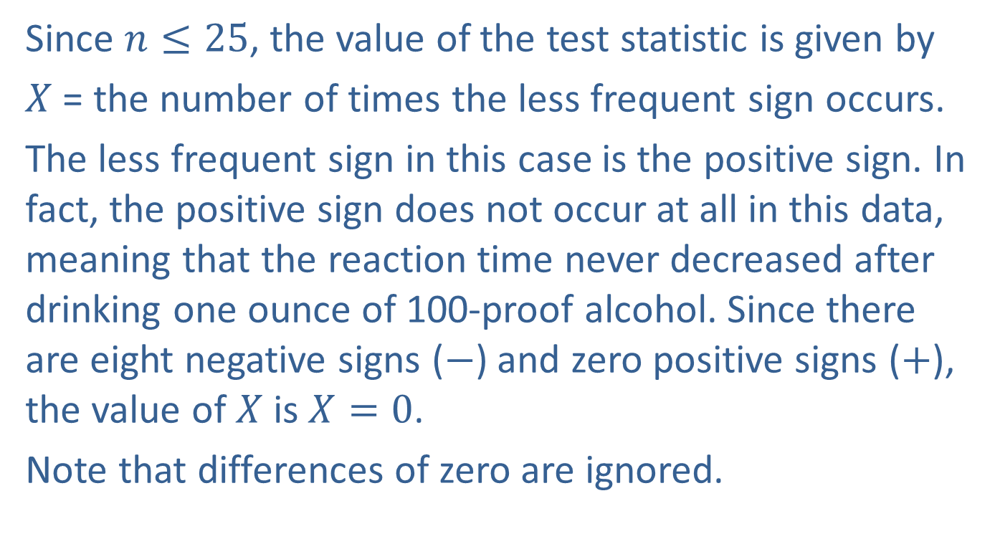 Since n ≤ 25, the value of the test statistic is given by
X = the number of times the less frequent sign occurs.
The less frequent sign in this case is the positive sign. In
fact, the positive sign does not occur at all in this data,
meaning that the reaction time never decreased after
drinking one ounce of 100-proof alcohol. Since there
are eight negative signs (−) and zero positive signs (+),
the value of X is X = 0.
Note that differences of zero are ignored.